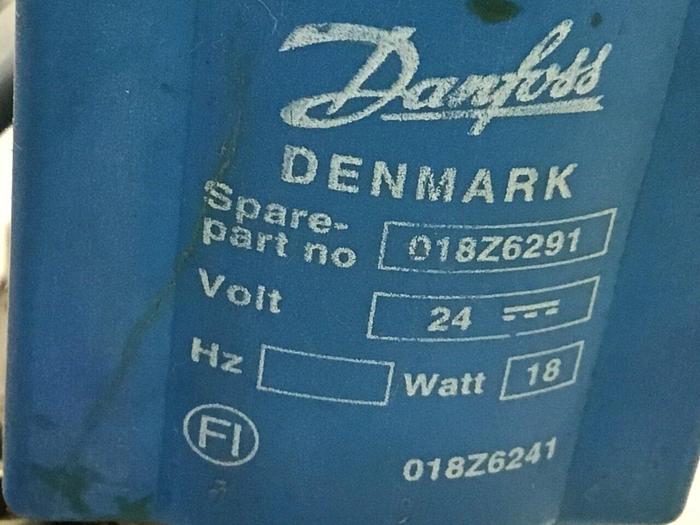 Danfoss
DENMARK
Spare-
part no 018Z6291
Volt 24 ⎓
Hz Watt 18
FI
018Z6241